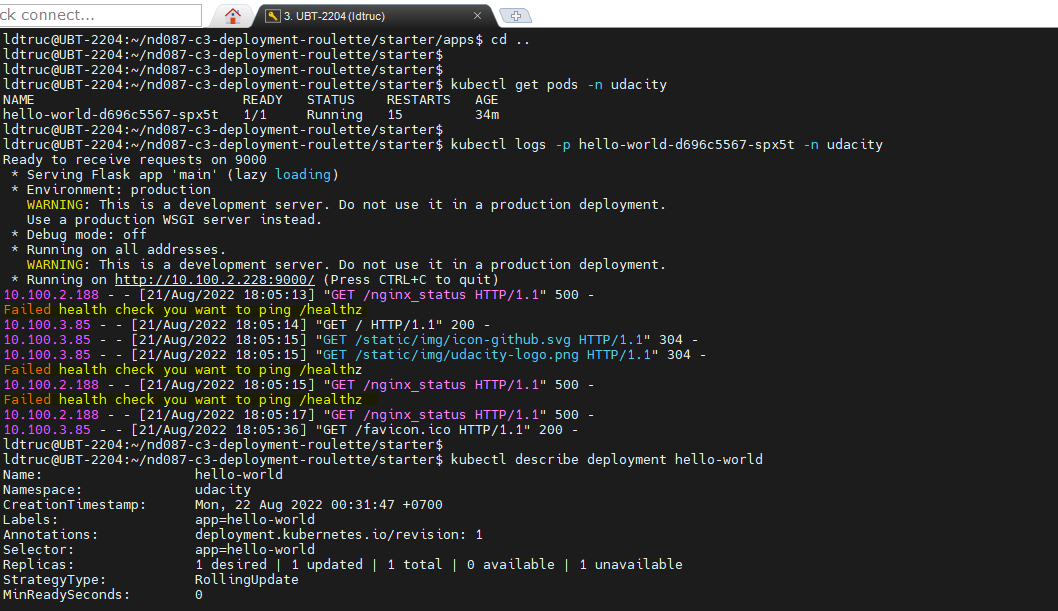 ck connect...
3. UBT-2204 (ldtruc)
ldtruc@UBT-2204:~/nd087-c3-deployment-roulette/starter/apps$ cd ..
ldtruc@UBT-2204:~/nd087-c3-deployment-roulette/starter$
ldtruc@UBT-2204:~/nd087-c3-deployment-roulette/starter$
ldtruc@UBT-2204:~/nd087-c3-deployment-roulette/starter$ kubectl get pods -n udacity
NAME                          READY   STATUS    RESTARTS   AGE
hello-world-d696c5567-spx5t   1/1     Running   15         34m
ldtruc@UBT-2204:~/nd087-c3-deployment-roulette/starter$
ldtruc@UBT-2204:~/nd087-c3-deployment-roulette/starter$ kubectl logs -p hello-world-d696c5567-spx5t -n udacity
Ready to receive requests on 9000
 * Serving Flask app 'main' (lazy loading)
 * Environment: production
   WARNING: This is a development server. Do not use it in a production deployment.
   Use a production WSGI server instead.
 * Debug mode: off
 * Running on all addresses.
   WARNING: This is a development server. Do not use it in a production deployment.
 * Running on http://10.100.2.228:9000/ (Press CTRL+C to quit)
10.100.2.188 - - [21/Aug/2022 18:05:13] "GET /nginx_status HTTP/1.1" 500 -
Failed health check you want to ping /healthz
10.100.3.85 - - [21/Aug/2022 18:05:14] "GET / HTTP/1.1" 200 -
10.100.3.85 - - [21/Aug/2022 18:05:15] "GET /static/img/icon-github.svg HTTP/1.1" 304 -
10.100.3.85 - - [21/Aug/2022 18:05:15] "GET /static/img/udacity-logo.png HTTP/1.1" 304 -
Failed health check you want to ping /healthz
10.100.2.188 - - [21/Aug/2022 18:05:15] "GET /nginx_status HTTP/1.1" 500 -
Failed health check you want to ping /healthz
10.100.2.188 - - [21/Aug/2022 18:05:17] "GET /nginx_status HTTP/1.1" 500 -
10.100.3.85 - - [21/Aug/2022 18:05:36] "GET /favicon.ico HTTP/1.1" 200 -
ldtruc@UBT-2204:~/nd087-c3-deployment-roulette/starter$
ldtruc@UBT-2204:~/nd087-c3-deployment-roulette/starter$ kubectl describe deployment hello-world
Name:                   hello-world
Namespace:              udacity
CreationTimestamp:      Mon, 22 Aug 2022 00:31:47 +0700
Labels:                 app=hello-world
Annotations:            deployment.kubernetes.io/revision: 1
Selector:               app=hello-world
Replicas:               1 desired | 1 updated | 1 total | 0 available | 1 unavailable
StrategyType:           RollingUpdate
MinReadySeconds:        0